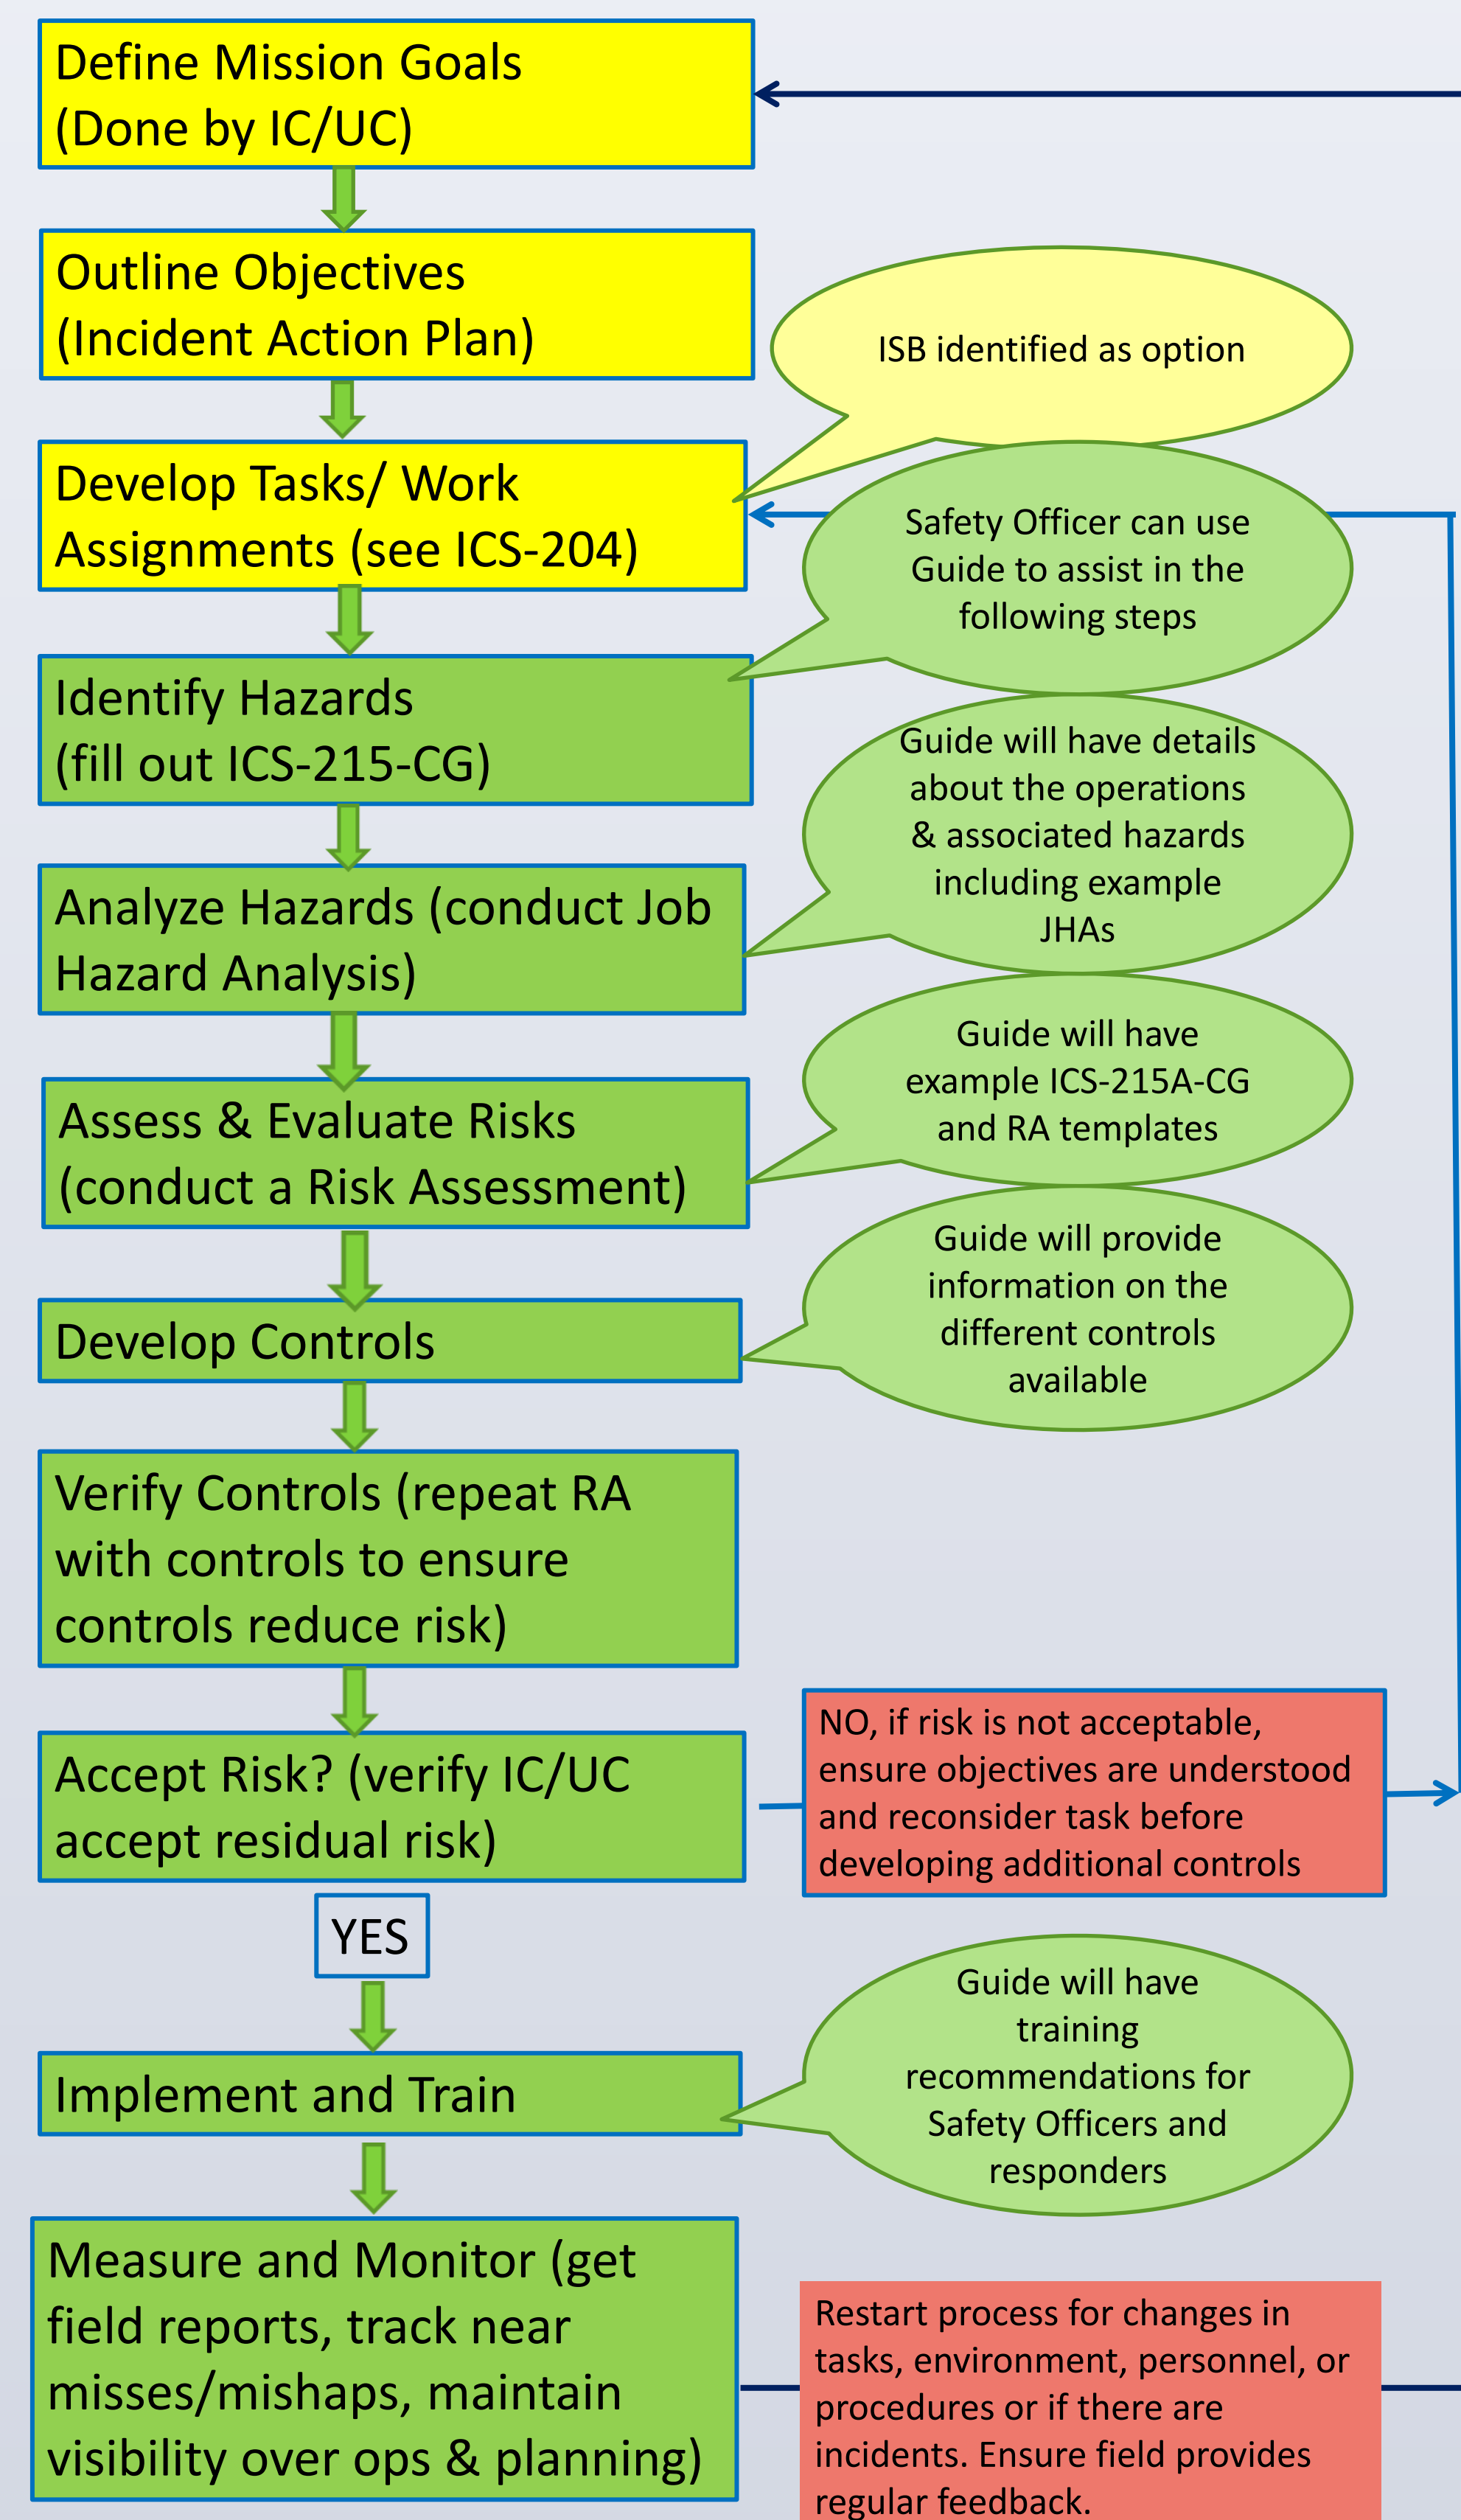 Define Mission Goals
(Done by IC/UC)
Outline Objectives
(Incident Action Plan)
ISB identified as option
Develop Tasks/ Work
Assignments (see ICS-204)
Safety Officer can use
Guide to assist in the
following steps
Identify Hazards
(fill out ICS-215-CG)
Guide will have details
about the operations
& associated hazards
including example
JHAs
Analyze Hazards (conduct Job
Hazard Analysis)
Guide will have
example ICS-215A-CG
and RA templates
Assess & Evaluate Risks
(conduct a Risk Assessment)
Guide will provide
information on the
different controls
available
Develop Controls
Verify Controls (repeat RA
with controls to ensure
controls reduce risk)
Accept Risk? (verify IC/UC
accept residual risk)
NO, if risk is not acceptable,
ensure objectives are understood
and reconsider task before
developing additional controls
YES
Implement and Train
Guide will have
training
recommendations for
Safety Officers and
responders
Measure and Monitor (get
field reports, track near
misses/mishaps, maintain
visibility over ops & planning)
Restart process for changes in
tasks, environment, personnel, or
procedures or if there are
incidents. Ensure field provides
regular feedback.